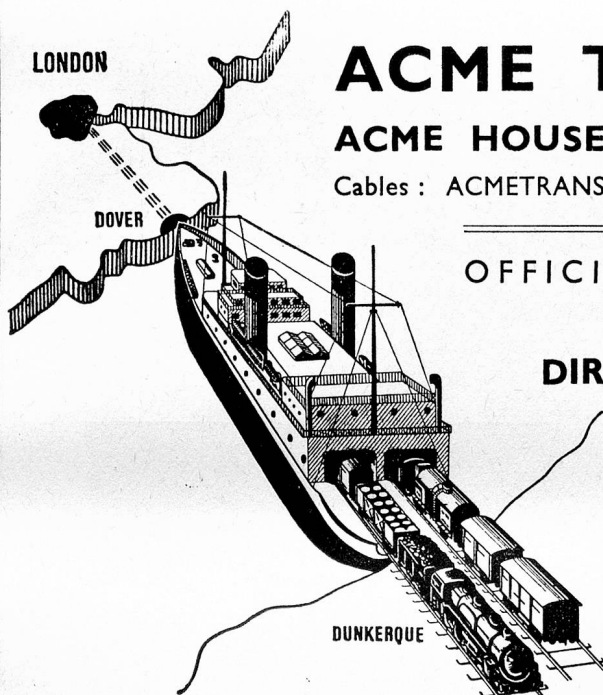 LONDON
ACME T
ACME HOUSE
Cables : ACMETRANS
DOVER
OFFICI
DIR
DUNKERQUE